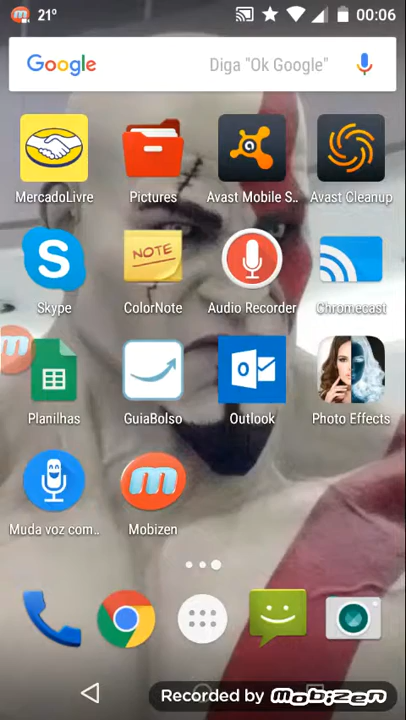 21° 00:06
Google Diga "Ok Google"
MercadoLivre Pictures Avast Mobile S.. Avast Cleanup
NOTE
Skype ColorNote Audio Recorder Chromecast
Planilhas GuiaBolso Outlook Photo Effects
Muda voz com.. Mobizen
Recorded by mobizen